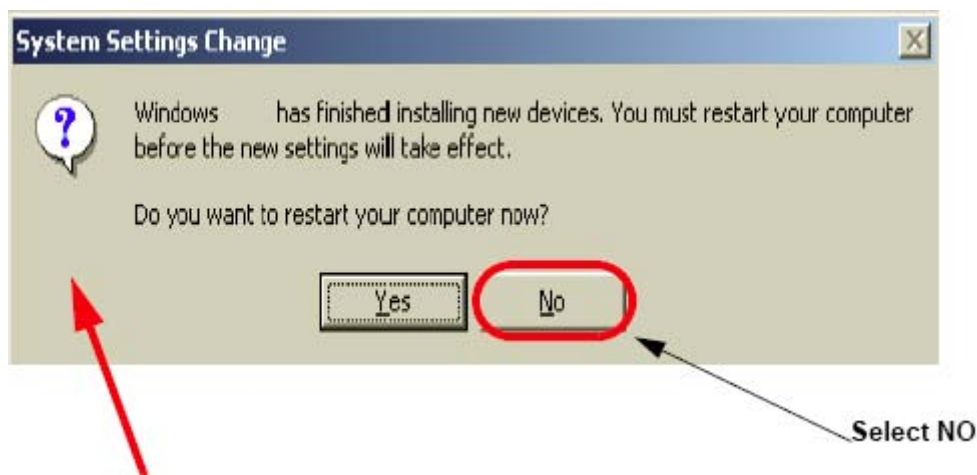 System Settings Change
Windows has finished installing new devices. You must restart your computer
before the new settings will take effect.
Do you want to restart your computer now?
Yes
No
Select NO